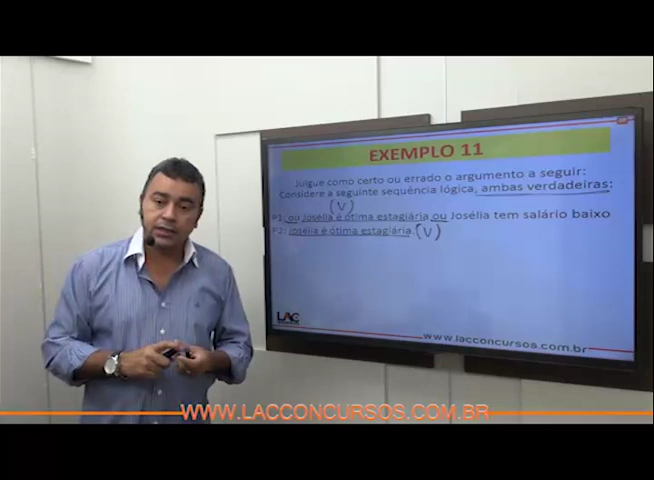 EXEMPLO 11
Julgue como certo ou errado o argumento a seguir:
Considere a seguinte sequência lógica, ambas verdadeiras:
(V)
P1: ou Josélia é ótima estagiária ou Josélia tem salário baixo
P2: Josélia é ótima estagiária. (V)
LAC
www.lacconcursos.com.br
WWW.LACCONCURSOS.COM.BR